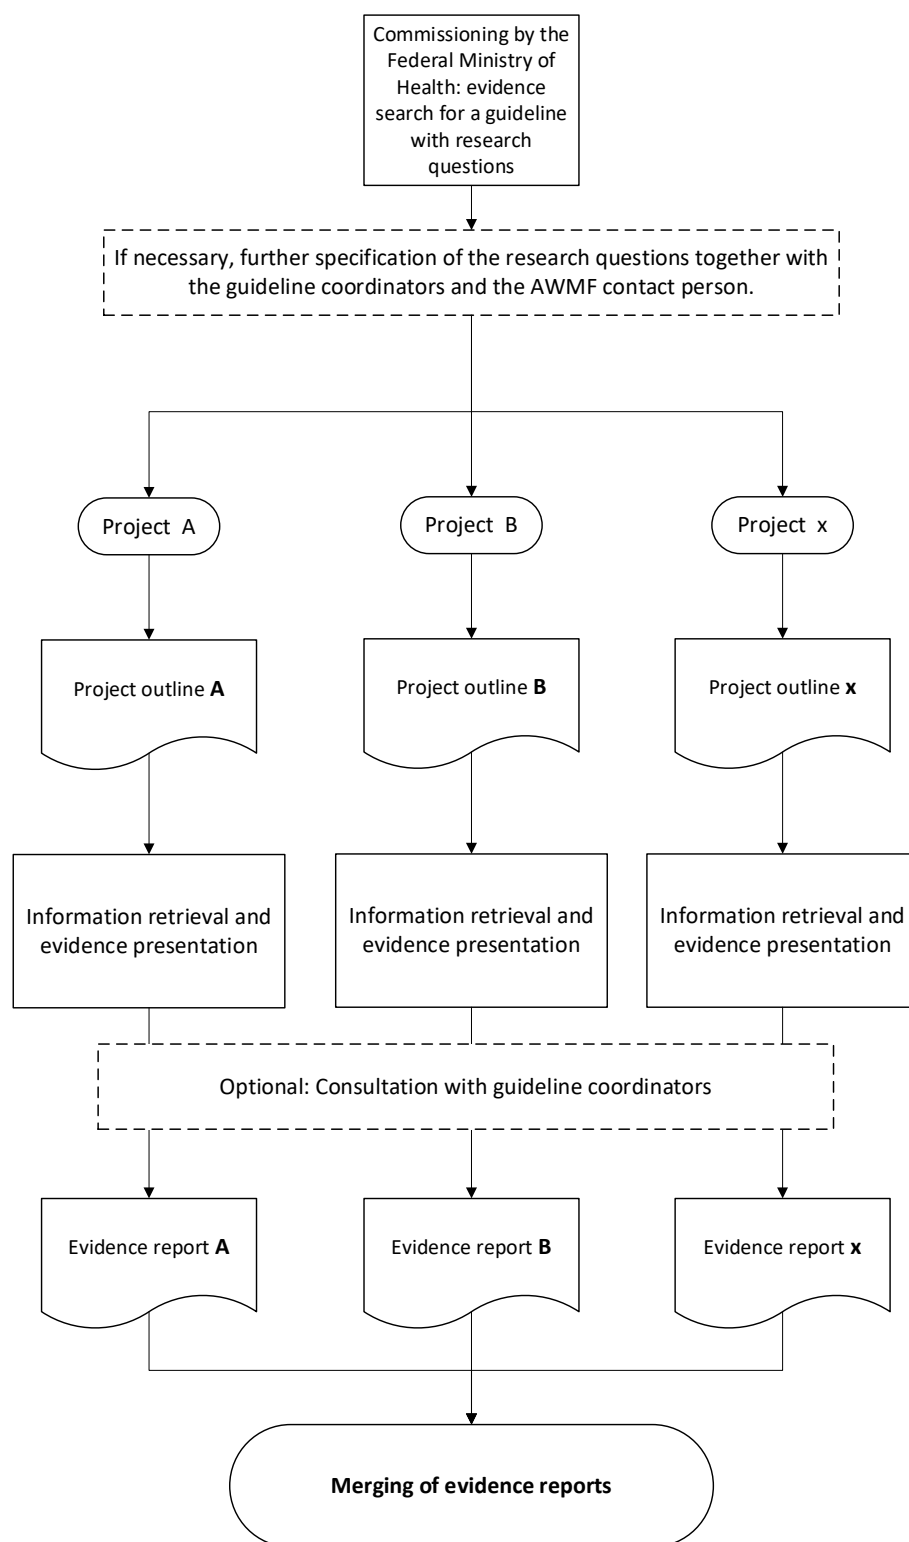 Commissioning by the
Federal Ministry of
Health: evidence
search for a guideline
with research
questions
If necessary, further specification of the research questions together with
the guideline coordinators and the AWMF contact person.
Project A
Project B
Project x
Project outline A
Project outline B
Project outline x
Information retrieval and
evidence presentation
Information retrieval and
evidence presentation
Information retrieval and
evidence presentation
Optional: Consultation with guideline coordinators
Evidence report A
Evidence report B
Evidence report x
Merging of evidence reports